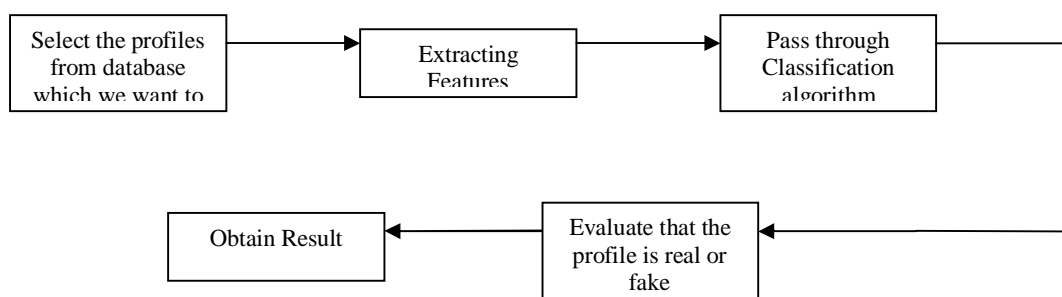 Select the profiles
from database
which we want to
Extracting
Features
Pass through
Classification
algorithm
Evaluate that the
profile is real or
fake
Obtain Result